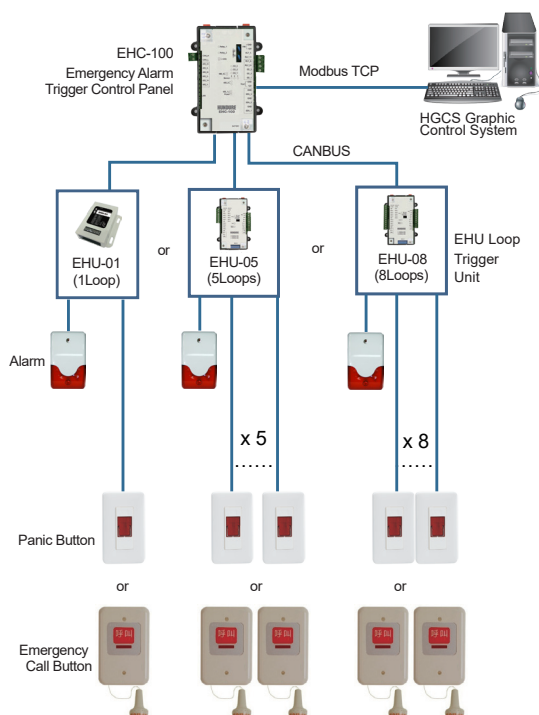 EHC-100
Emergency Alarm
Trigger Control Panel
Modbus TCP
HGCS Graphic
Control System
CANBUS
EHU-01
(1Loop)
or
EHU-05
(5Loops)
or
EHU-08
(8Loops)
EHU Loop
Trigger
Unit
Alarm
x 5
......
x 8
......
Panic Button
or
or
or
Emergency
Call Button
呼叫
呼叫
呼叫
呼叫
呼叫